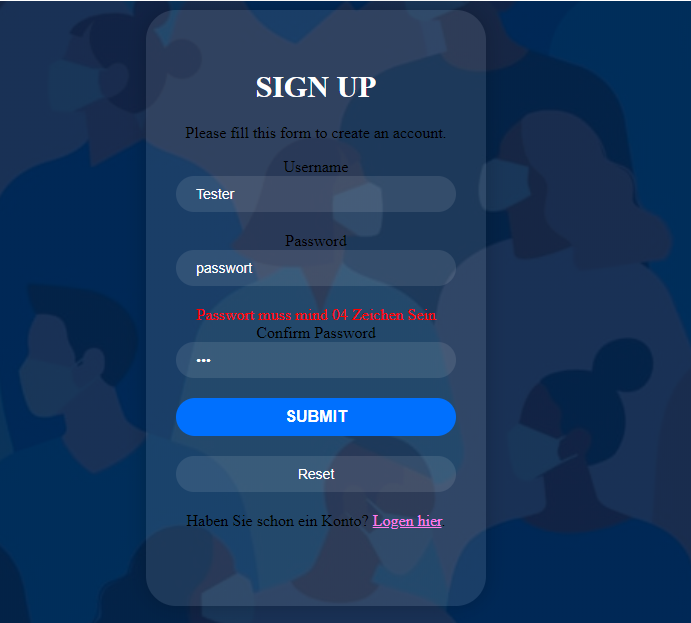 SIGN UP
Please fill this form to create an account.
Username
Tester
Password
passwort
Passwort muss mind 04 Zeichen Sein
Confirm Password
•••
SUBMIT
Reset
Haben Sie schon ein Konto? Logen hier